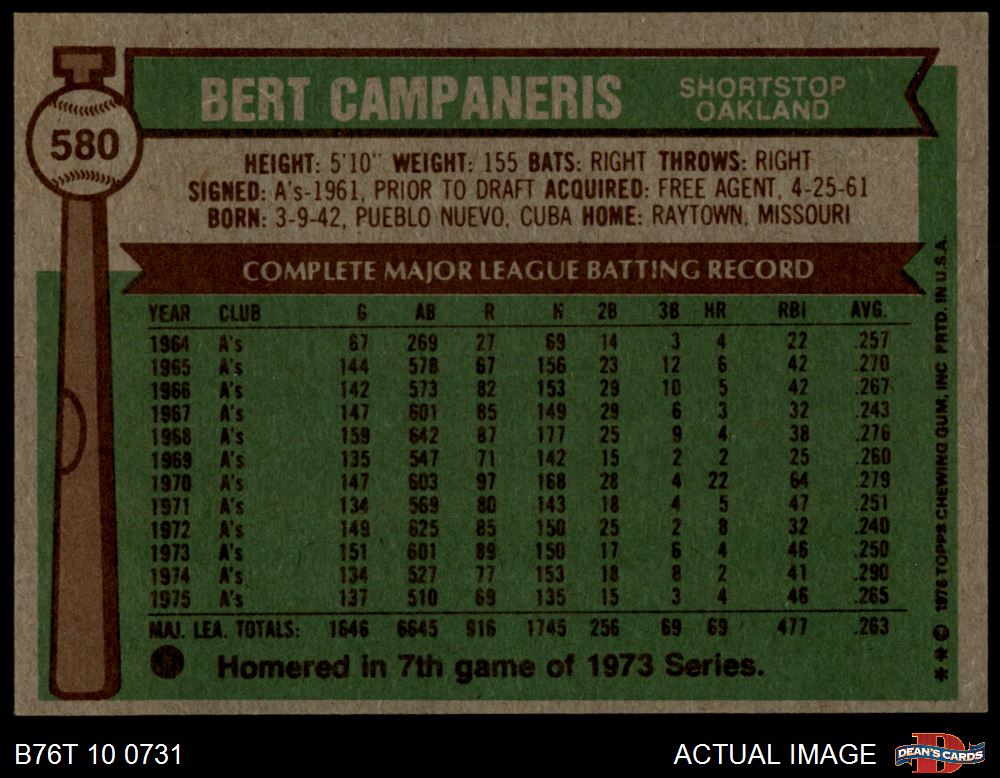 580
BERT CAMPANERIS
SHORTSTOP
OAKLAND
HEIGHT: 5'10" WEIGHT: 155 BATS: RIGHT THROWS: RIGHT
SIGNED: A's-1961, PRIOR TO DRAFT ACQUIRED: FREE AGENT, 4-25-61
BORN: 3-9-42, PUEBLO NUEVO, CUBA HOME: RAYTOWN, MISSOURI
COMPLETE MAJOR LEAGUE BATTING RECORD
YEAR CLUB G AB R H 2B 3B HR RBI AVG.
1964 A's 67 269 27 69 14 3 4 22 .257
1965 A's 144 578 67 156 23 12 6 42 .270
1966 A's 142 573 82 153 29 10 5 42 .267
1967 A's 147 601 85 149 29 6 3 32 .243
1968 A's 159 642 87 177 25 9 4 38 .276
1969 A's 135 547 71 142 15 2 2 25 .260
1970 A's 147 603 97 168 28 4 22 64 .279
1971 A's 134 569 80 143 18 4 5 47 .251
1972 A's 149 625 85 150 25 2 8 32 .240
1973 A's 151 601 89 150 17 6 4 46 .250
1974 A's 134 527 77 153 18 8 2 41 .290
1975 A's 137 510 69 135 15 3 4 46 .265
MAJ. LEA. TOTALS: 1646 6645 916 1745 256 69 69 477 .263
Homered in 7th game of 1973 Series.
** © 1976 TOPPS CHEWING GUM, INC PRTD. IN U.S.A.
B76T 10 0731
ACTUAL IMAGE
DEAN'S CARDS